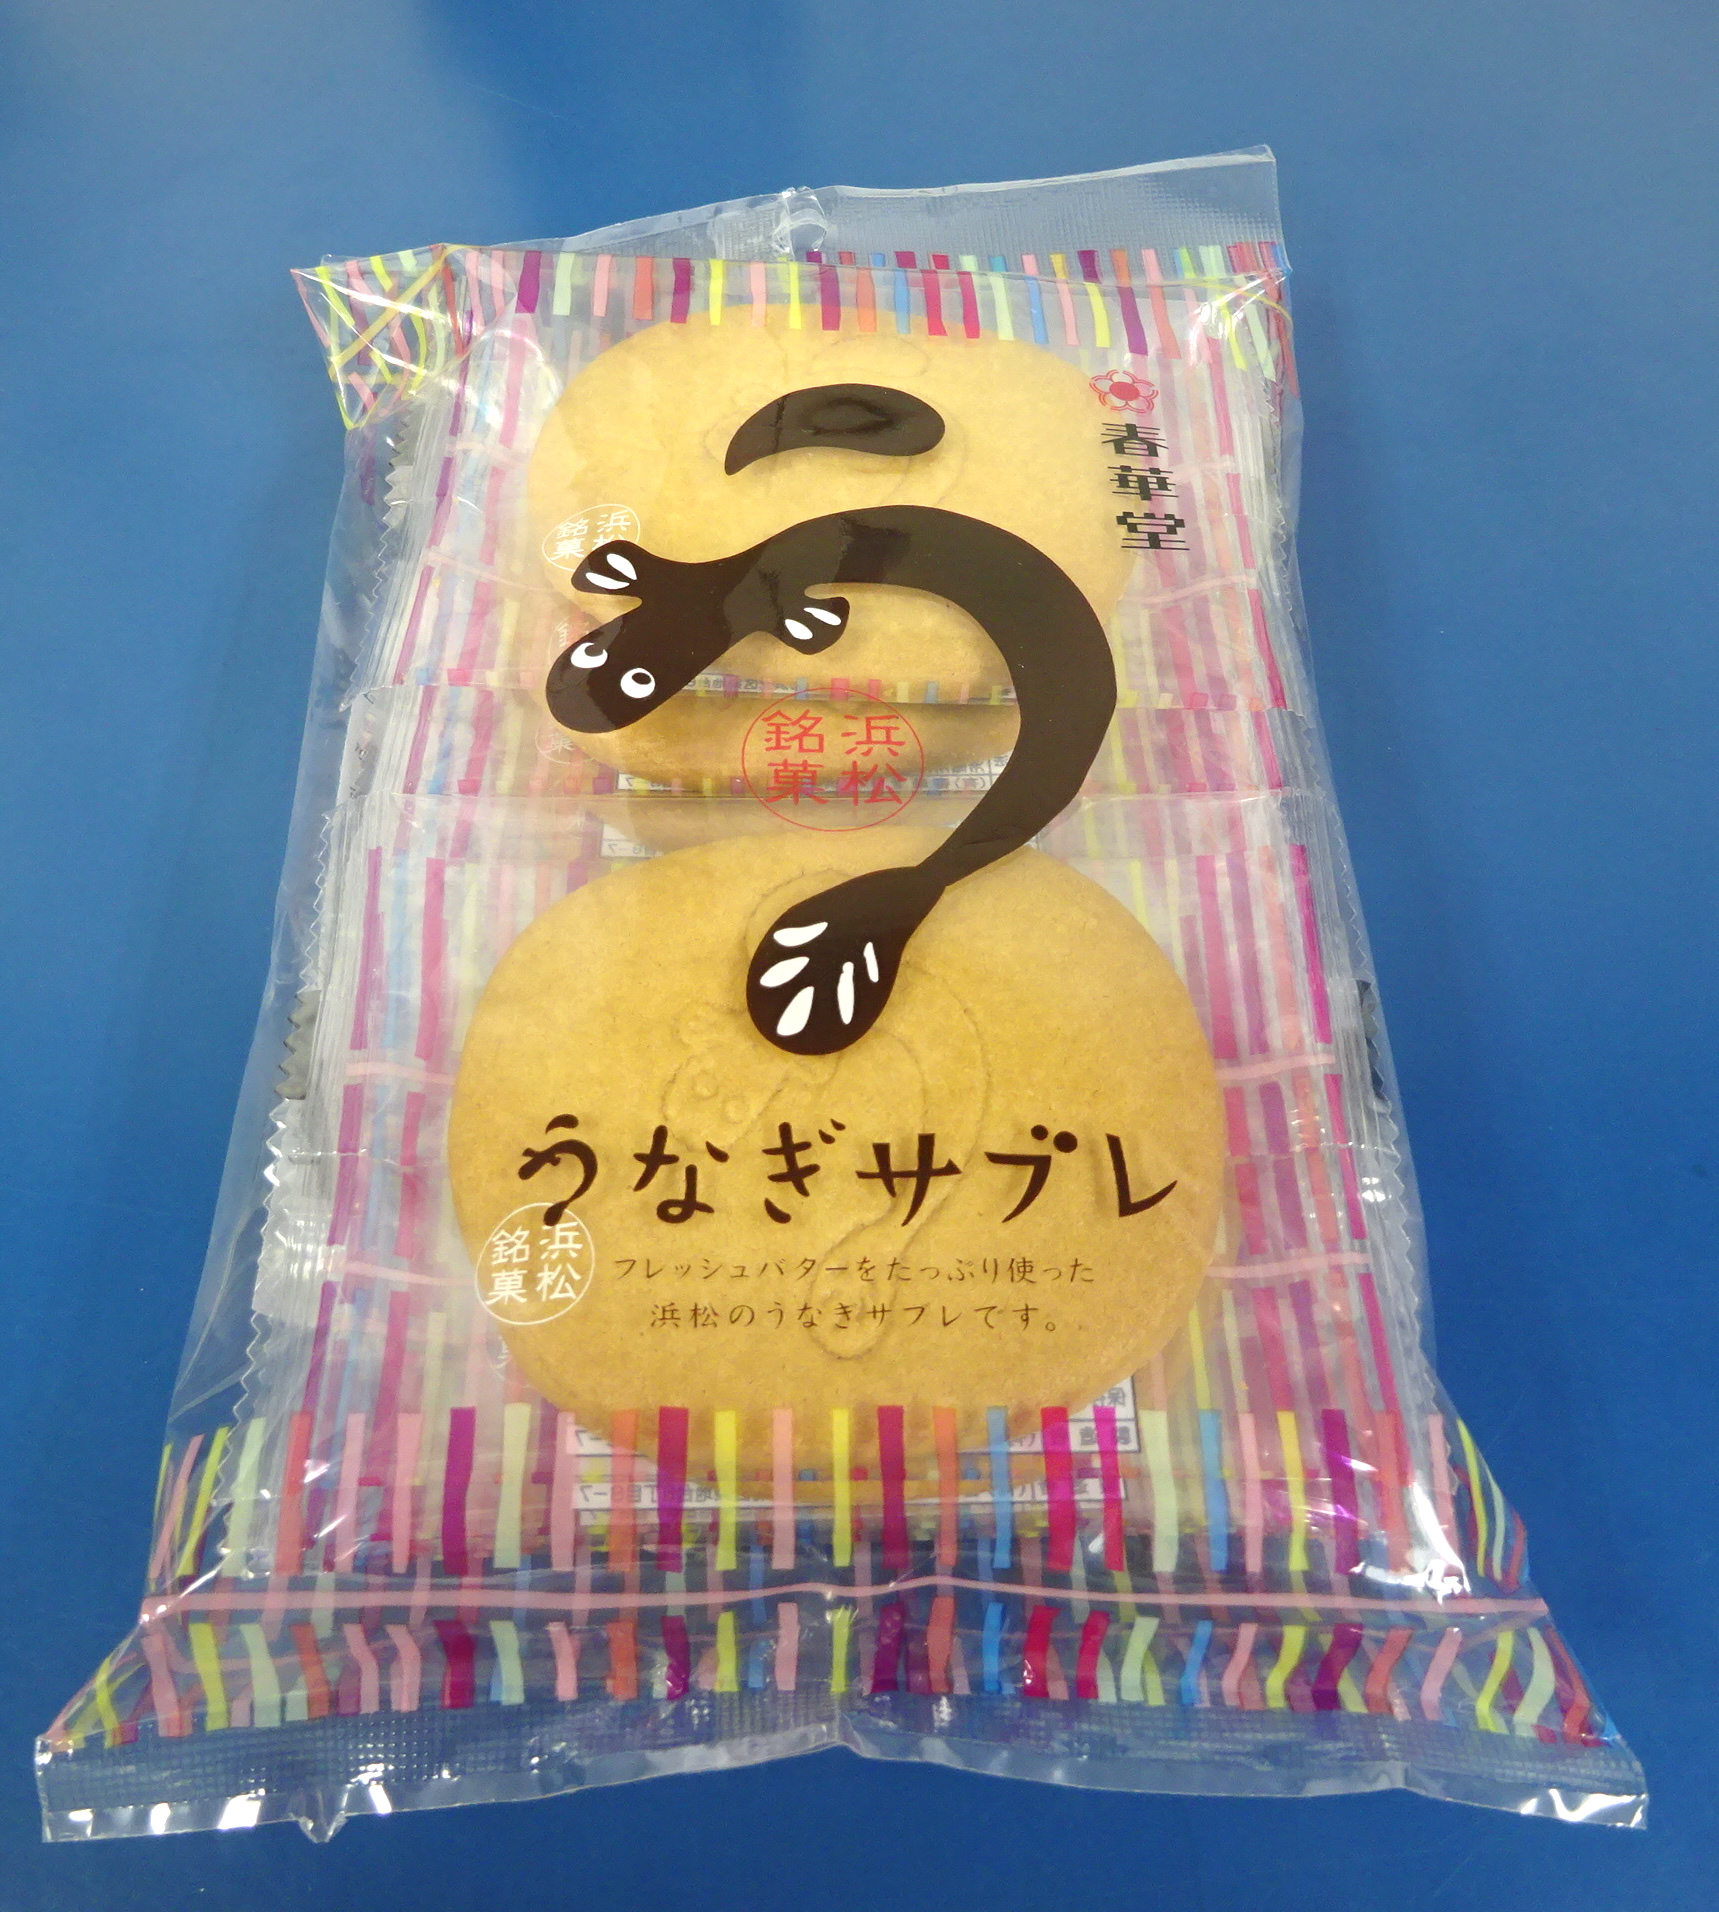 春華堂
う
浜松
銘菓
浜松
銘菓
うなぎサブレ
浜松
銘菓
フレッシュバターをたっぷり使った
浜松のうなぎサブレです。